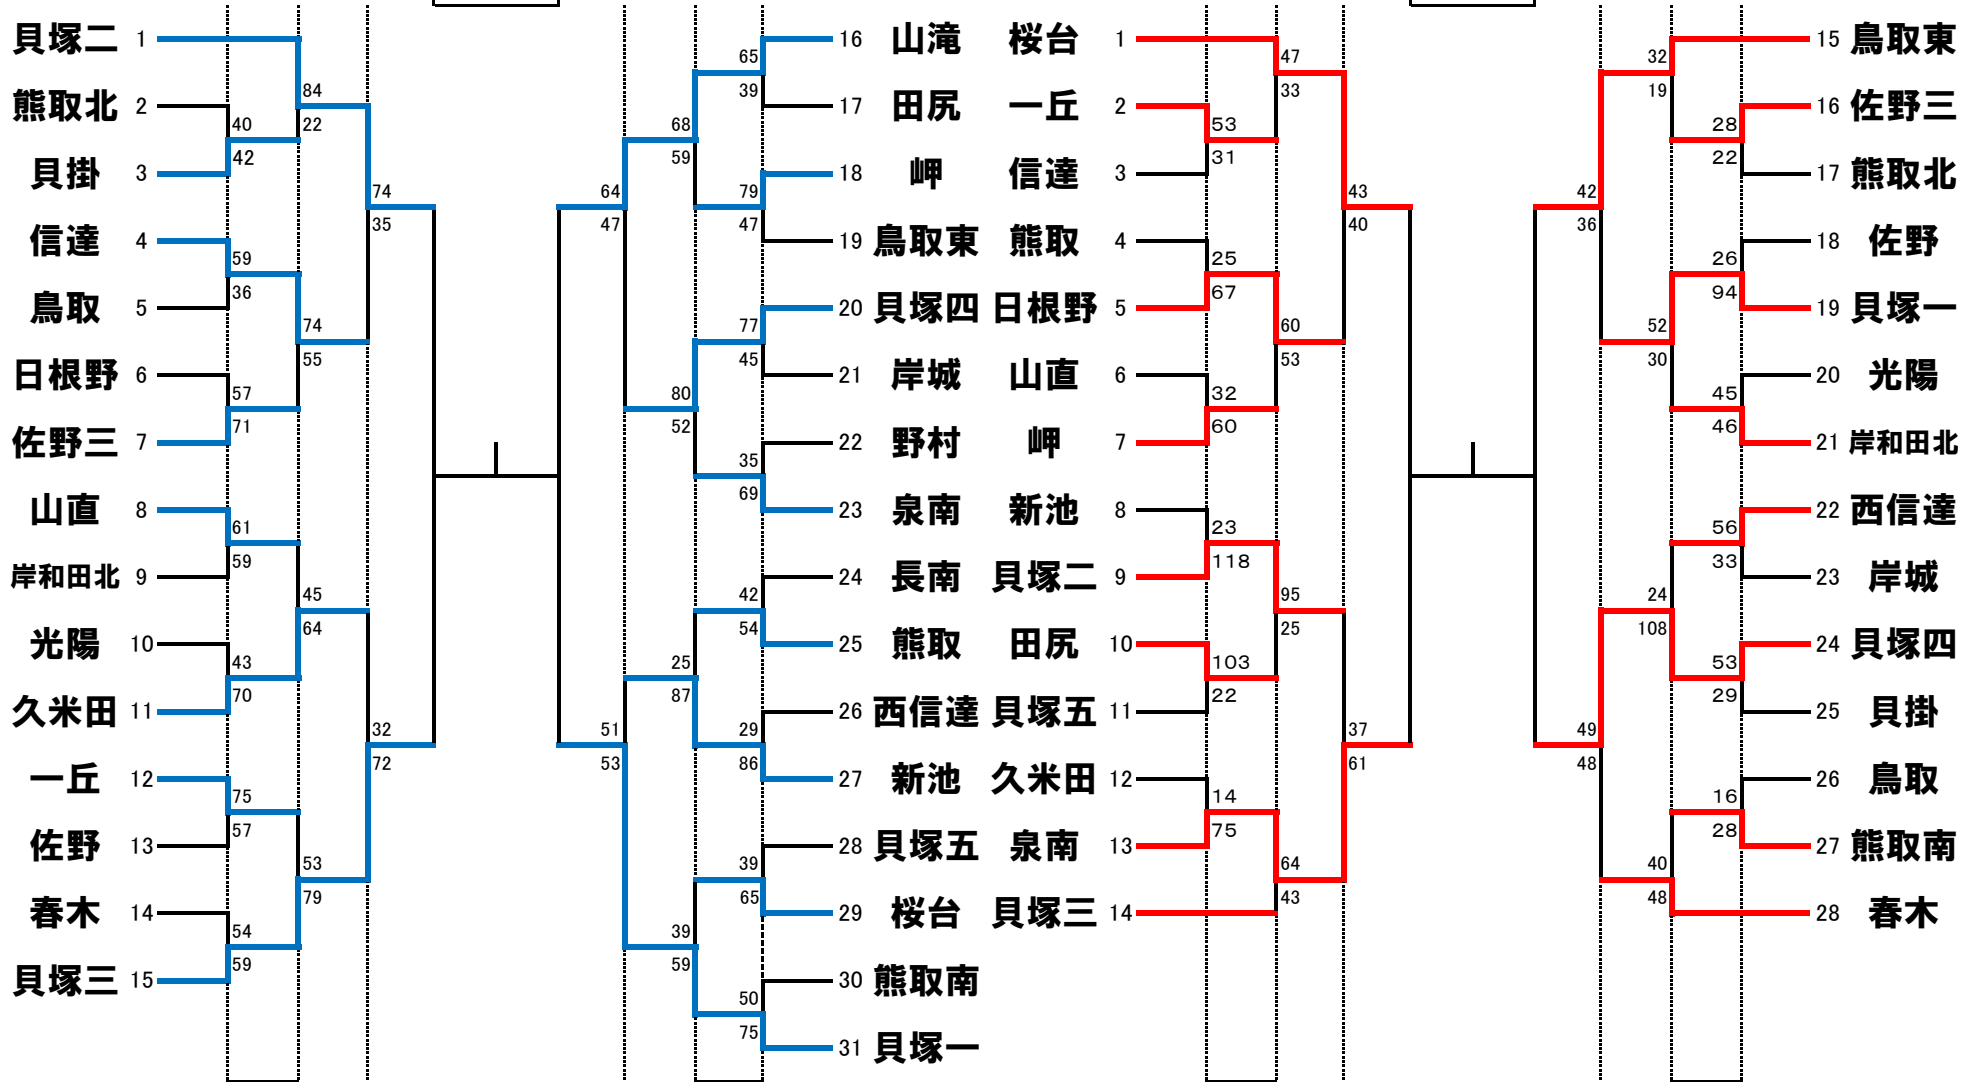 貝塚二 1
熊取北 2
貝掛 3
信達 4
鳥取 5
日根野 6
佐野三 7
山直 8
岸和田北 9
光陽 10
久米田 11
一丘 12
佐野 13
春木 14
貝塚三 15
40
42
59
36
57
71
61
59
43
70
75
57
54
59
84
22
74
55
45
64
53
79
74
35
32
72
64
47
51
53
68
59
80
52
25
87
39
59
65
39
79
47
77
45
35
69
42
54
29
86
39
65
50
75
16 山滝
17 田尻
18 岬
19 鳥取東
20 貝塚四
21 岸城
22 野村
23 泉南
24 長南
25 熊取
26 西信達
27 新池
28 貝塚五
29 桜台
30 熊取南
31 貝塚一
桜台 1
一丘 2
信達 3
熊取 4
日根野 5
山直 6
岬 7
新池 8
貝塚二 9
田尻 10
貝塚五 11
久米田 12
泉南 13
貝塚三 14
53
31
25
67
32
60
23
118
103
22
14
75
47
33
60
53
95
25
64
43
43
40
37
61
42
36
49
48
32
19
52
30
24
108
40
48
28
22
26
94
45
46
56
33
53
29
16
28
15 鳥取東
16 佐野三
17 熊取北
18 佐野
19 貝塚一
20 光陽
21 岸和田北
22 西信達
23 岸城
24 貝塚四
25 貝掛
26 鳥取
27 熊取南
28 春木